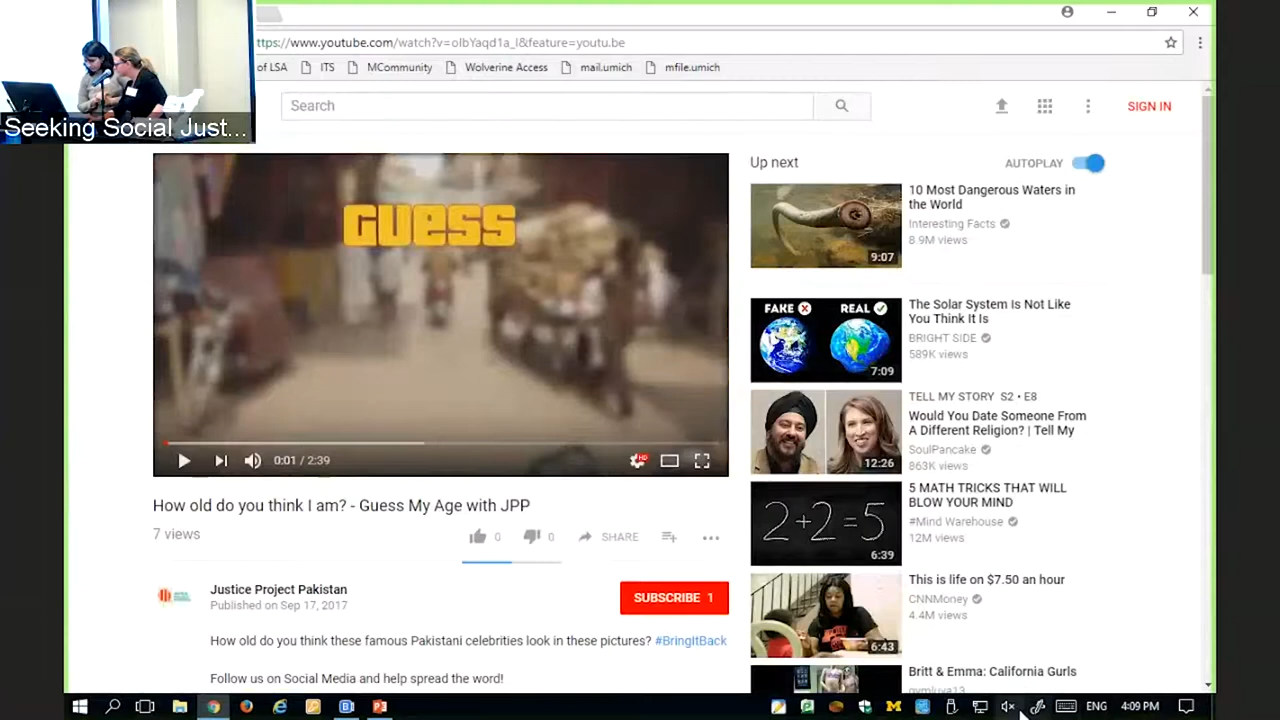 Seeking Social Just...
ttps://www.youtube.com/watch?v=oIbYaqd1a_I&feature=youtu.be
of LSA
ITS
MCommunity
Wolverine Access
mail.umich
mfile.umich
Search
SIGN IN
GUESS
0:01 / 2:39
HD
How old do you think I am? - Guess My Age with JPP
7 views
0
0
SHARE
Justice Project Pakistan
Published on Sep 17, 2017
SUBSCRIBE 1
How old do you think these famous Pakistani celebrities look in these pictures? #BringItBack
Follow us on Social Media and help spread the word!
Up next
AUTOPLAY
9:07
10 Most Dangerous Waters in
the World
Interesting Facts
8.9M views
FAKE
REAL
7:09
The Solar System Is Not Like
You Think It Is
BRIGHT SIDE
589K views
12:26
TELL MY STORY S2 • E8
Would You Date Someone From
A Different Religion? | Tell My
SoulPancake
863K views
2+2=5
6:39
5 MATH TRICKS THAT WILL
BLOW YOUR MIND
#Mind Warehouse
12M views
6:43
This is life on $7.50 an hour
CNNMoney
4.4M views
Britt & Emma: California Gurls
ENG
4:09 PM